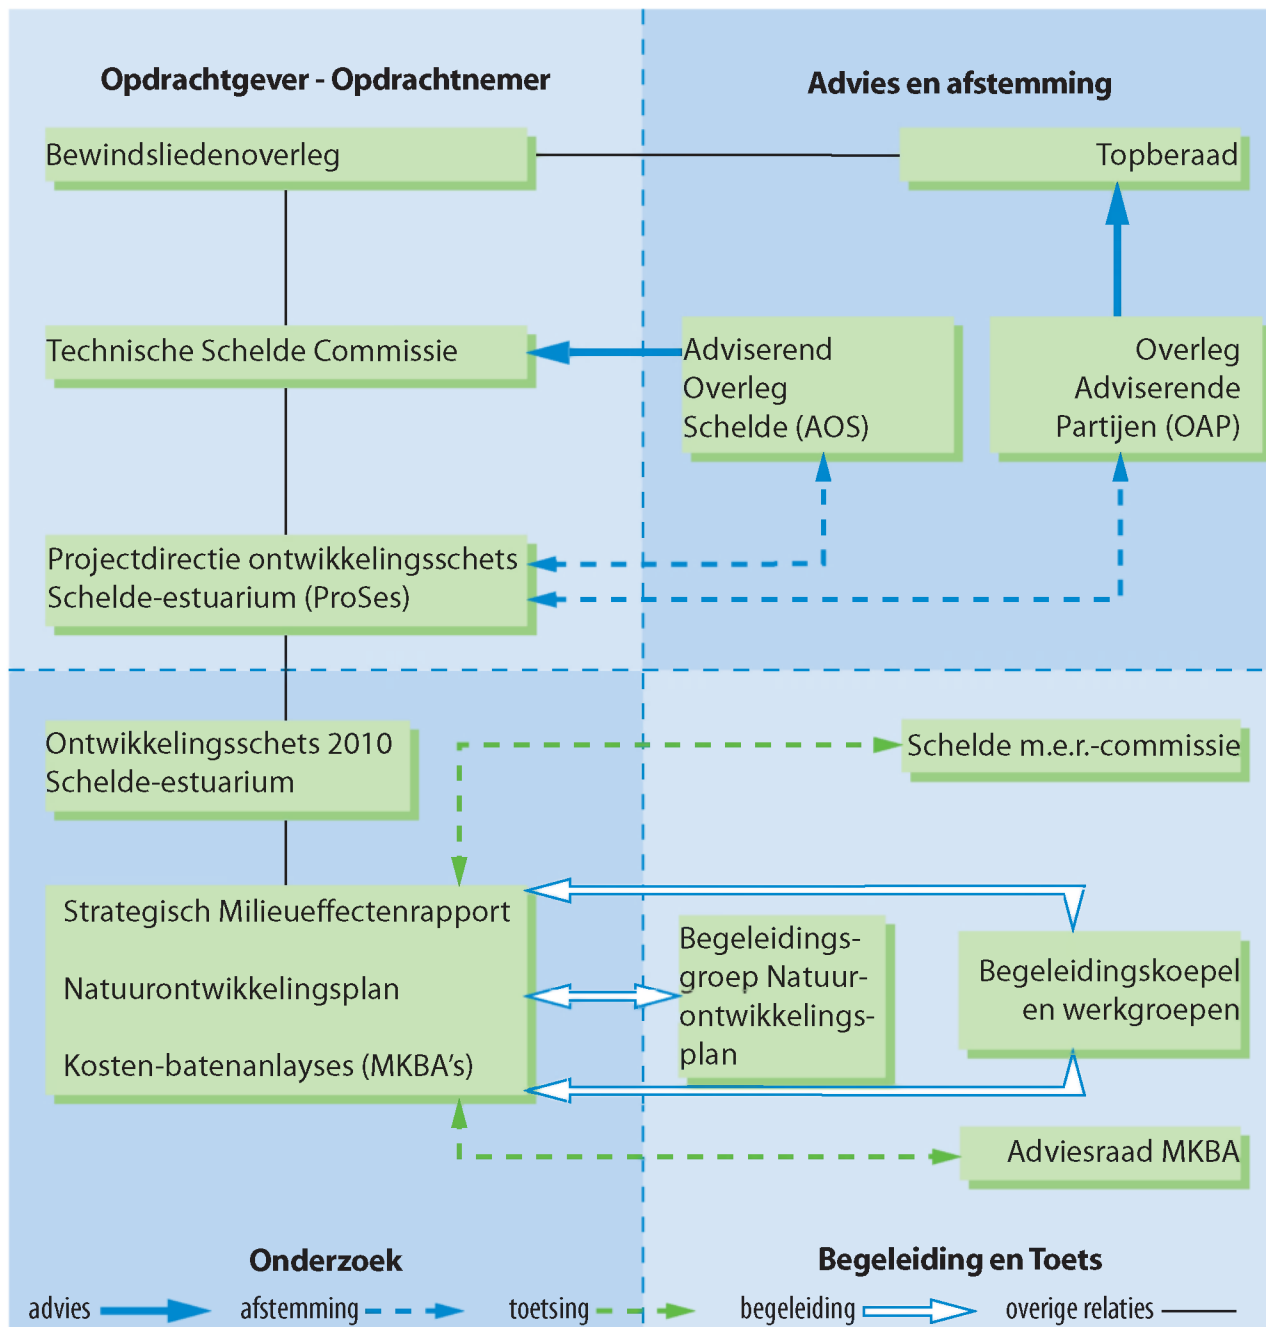 Opdrachtgever - Opdrachtnemer
Advies en afstemming
Bewindsliedenoverleg
Topberaad
Technische Schelde Commissie
Adviserend
Overleg
Schelde (AOS)
Overleg
Adviserende
Partijen (OAP)
Projectdirectie ontwikkelingsschets
Schelde-estuarium (ProSes)
Ontwikkelingsschets 2010
Schelde-estuarium
Schelde m.e.r.-commissie
Strategisch Milieueffectenrapport
Natuurontwikkelingsplan
Kosten-batenanlayses (MKBA's)
Begeleidings-
groep Natuur-
ontwikkelings-
plan
Begeleidingskoepel
en werkgroepen
Adviesraad MKBA
Onderzoek
Begeleiding en Toets
advies
afstemming
toetsing
begeleiding
overige relaties